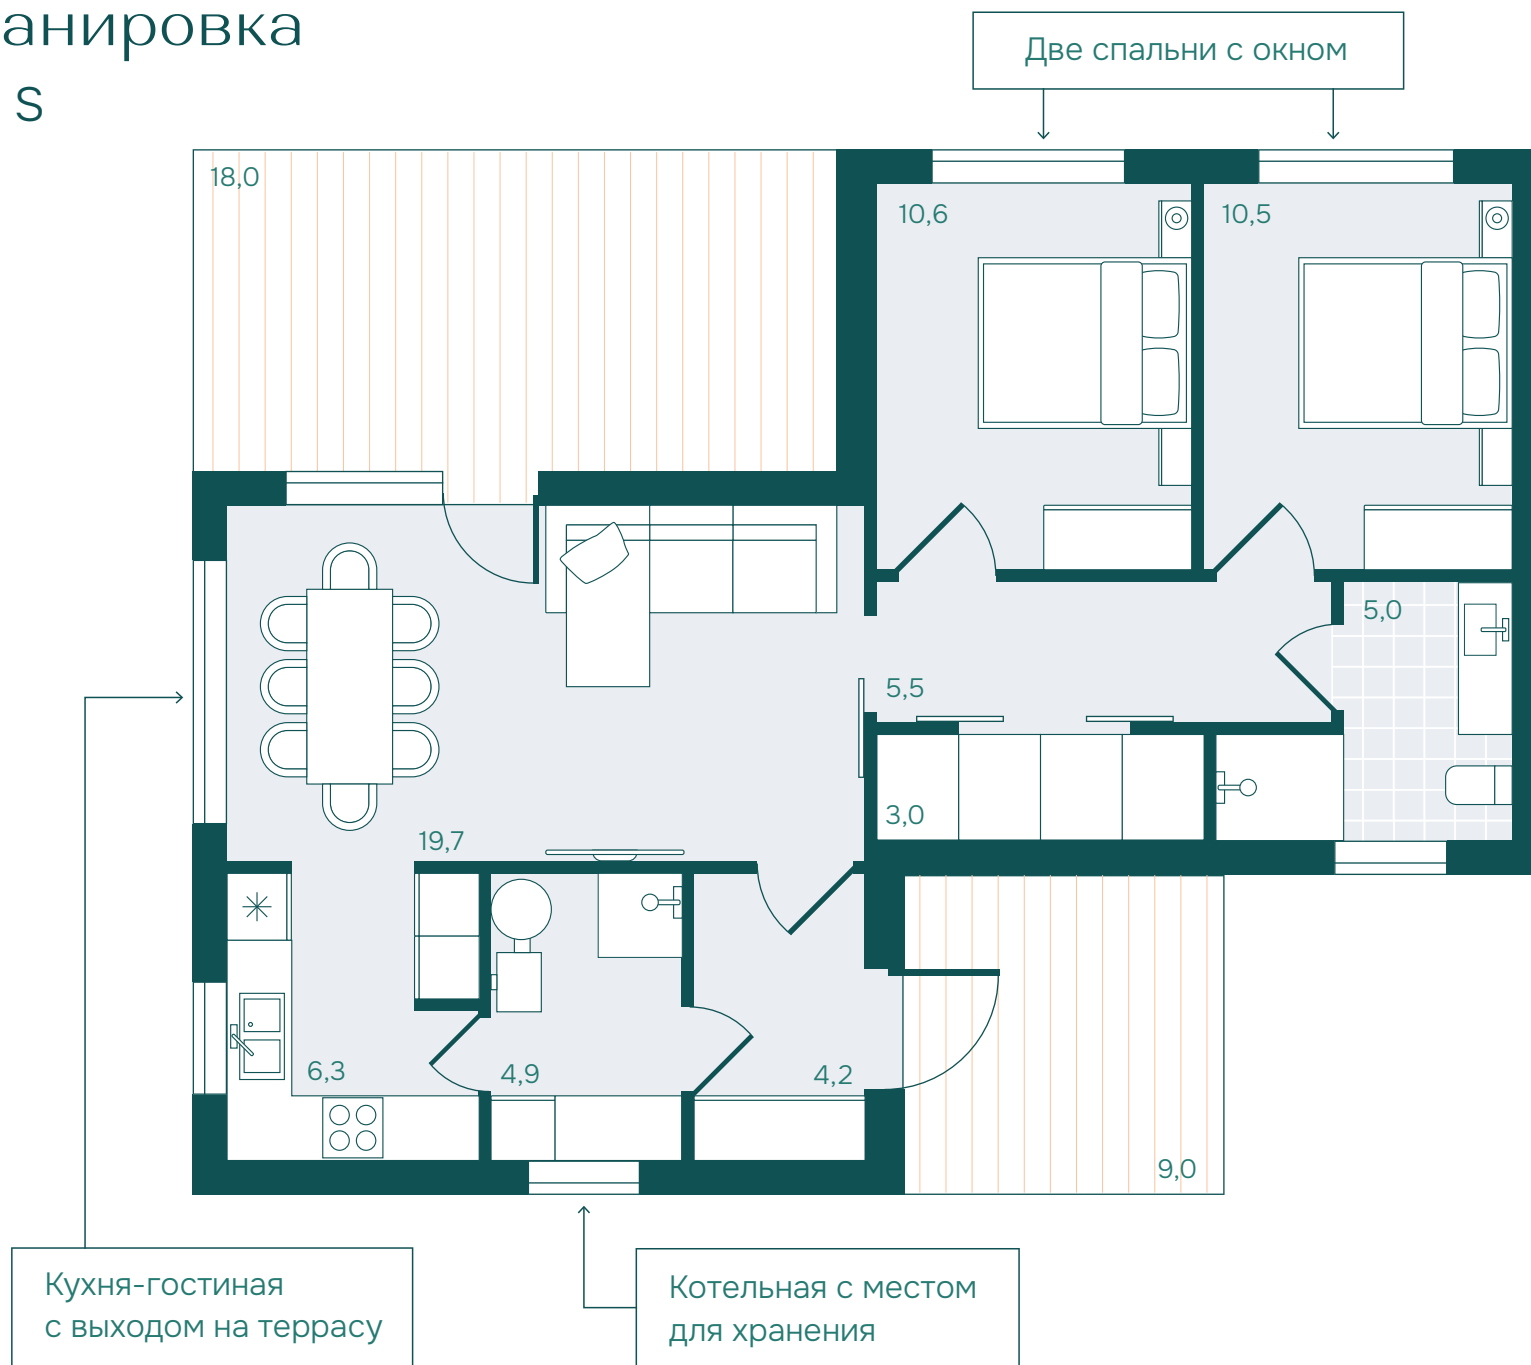 анировка
S
Две спальни с окном
18,0
10,6
10,5
5,0
5,5
3,0
19,7
6,3
4,9
4,2
9,0
Кухня-гостиная
с выходом на террасу
Котельная с местом
для хранения